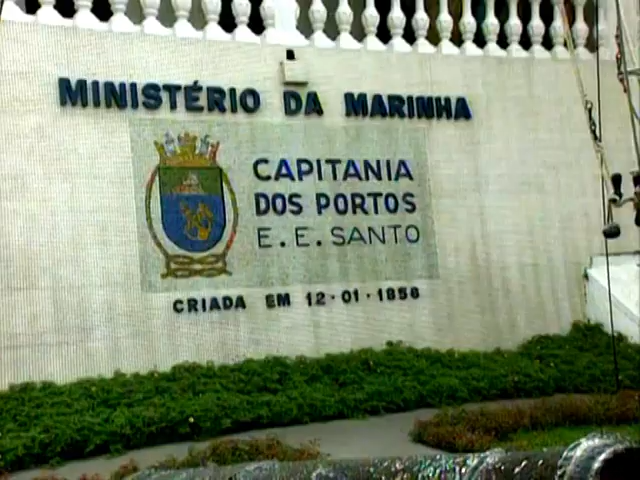 MINISTÉRIO DA MARINHA
CAPITANIA
DOS PORTOS
E. E. SANTO
CRIADA EM 12·01·1858